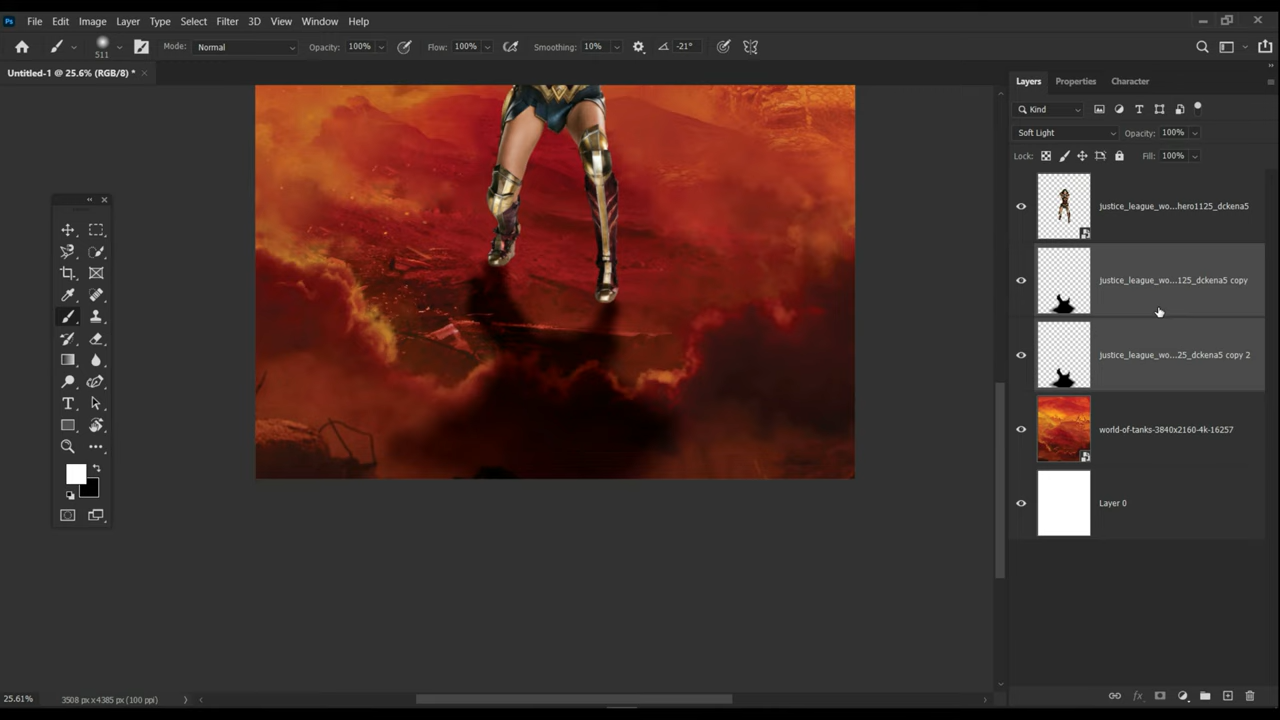 Ps File Edit Image Layer Type Select Filter 3D View Window Help
511 Mode: Normal Opacity: 100% Flow: 100% Smoothing: 10% -21°
Untitled-1 @ 25.6% (RGB/8) *
Layers Properties Character
Kind
Soft Light Opacity: 100%
Lock: Fill: 100%
justice_league_wo...hero1125_dckena5
justice_league_wo...125_dckena5 copy
justice_league_wo...25_dckena5 copy 2
world-of-tanks-3840x2160-4k-16257
Layer 0
25.61% 3508 px x 4385 px (100 ppi)
fx